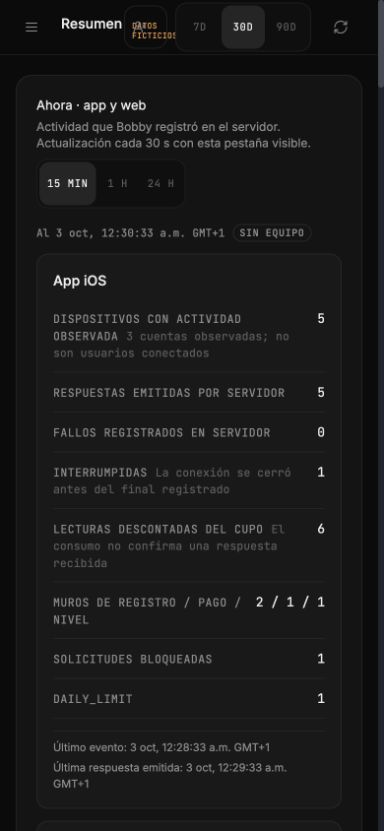 Resumen
DATOS
FICTICIOS
7D
30D
90D
Ahora · app y web
Actividad que Bobby registró en el servidor.
Actualización cada 30 s con esta pestaña visible.
15 MIN
1 H
24 H
Al 3 oct, 12:30:33 a.m. GMT+1
SIN EQUIPO
App iOS
DISPOSITIVOS CON ACTIVIDAD 5
OBSERVADA 3 cuentas observadas; no
son usuarios conectados
RESPUESTAS EMITIDAS POR SERVIDOR 5
FALLOS REGISTRADOS EN SERVIDOR 0
INTERRUMPIDAS La conexión se cerró 1
antes del final registrado
LECTURAS DESCONTADAS DEL CUPO El 6
consumo no confirma una respuesta
recibida
MUROS DE REGISTRO / PAGO / 2 / 1 / 1
NIVEL
SOLICITUDES BLOQUEADAS 1
DAILY_LIMIT 1
Último evento: 3 oct, 12:28:33 a.m. GMT+1
Última respuesta emitida: 3 oct, 12:29:33 a.m.
GMT+1